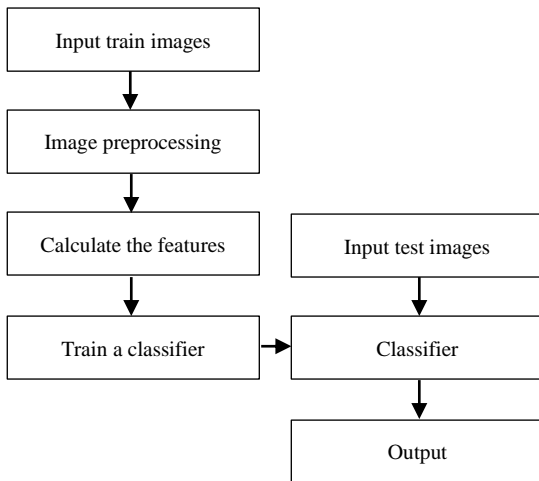 Input train images
Image preprocessing
Calculate the features
Input test images
Train a classifier
Classifier
Output